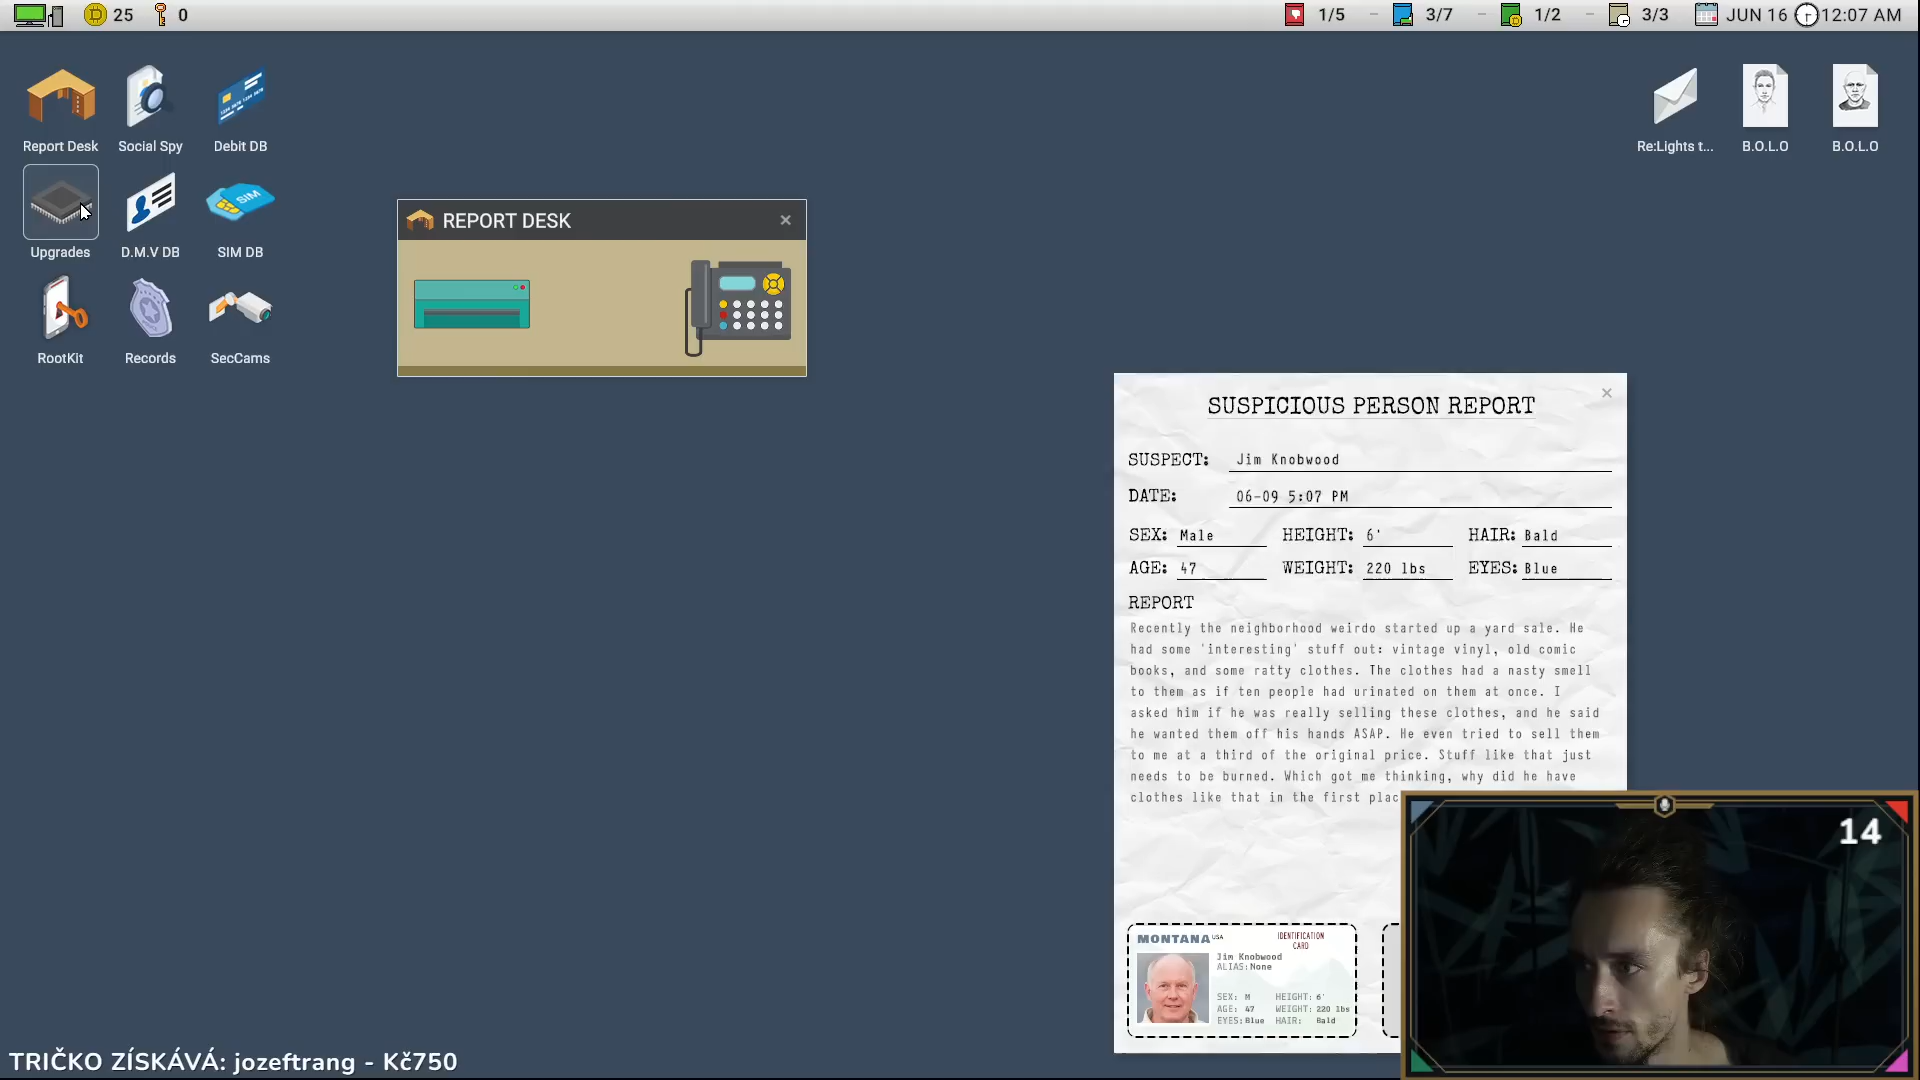 25
0
1/5
3/7
1/2
3/3
JUN 16
12:07 AM
Report Desk
Social Spy
Debit DB
Re:Lights t...
B.O.L.O
B.O.L.O
Upgrades
D.M.V DB
SIM DB
SIM
RootKit
Records
SecCams
REPORT DESK
SUSPICIOUS PERSON REPORT
SUSPECT: Jim Knobwood
DATE: 06-09 5:07 PM
SEX: Male HEIGHT: 6' HAIR: Bald
AGE: 47 WEIGHT: 220 lbs EYES: Blue
REPORT
Recently the neighborhood weirdo started up a yard sale. He
had some 'interesting' stuff out: vintage vinyl, old comic
books, and some ratty clothes. The clothes had a nasty smell
to them as if ten people had urinated on them at once. I
asked him if he was really selling these clothes, and he said
he wanted them off his hands ASAP. He even tried to sell them
to me at a third of the original price. Stuff like that just
needs to be burned. Which got me thinking, why did he have
clothes like that in the first plac
MONTANA USA
IDENTIFICATION
CARD
Jim Knobwood
ALIAS: None
SEX: M HEIGHT: 6'
AGE: 47 WEIGHT: 220 lbs
EYES: Blue HAIR: Bald
14
TRIČKO ZÍSKÁVÁ: jozeftrang - Kč750